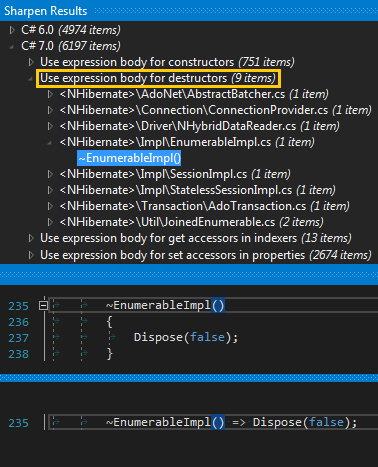 Sharpen Results
C# 6.0 (4974 items)
C# 7.0 (6197 items)
Use expression body for constructors (751 items)
Use expression body for destructors (9 items)
<NHibernate>\AdoNet\AbstractBatcher.cs (1 item)
<NHibernate>\Connection\ConnectionProvider.cs (1 item)
<NHibernate>\Driver\NHybridDataReader.cs (1 item)
<NHibernate>\Impl\EnumerableImpl.cs (1 item)
~EnumerableImpl()
<NHibernate>\Impl\SessionImpl.cs (1 item)
<NHibernate>\Impl\StatelessSessionImpl.cs (1 item)
<NHibernate>\Transaction\AdoTransaction.cs (1 item)
<NHibernate>\Util\JoinedEnumerable.cs (2 items)
Use expression body for get accessors in indexers (13 items)
Use expression body for set accessors in properties (2674 items)
235 ~EnumerableImpl()
236 {
237 Dispose(false);
238 }
235 ~EnumerableImpl() => Dispose(false);